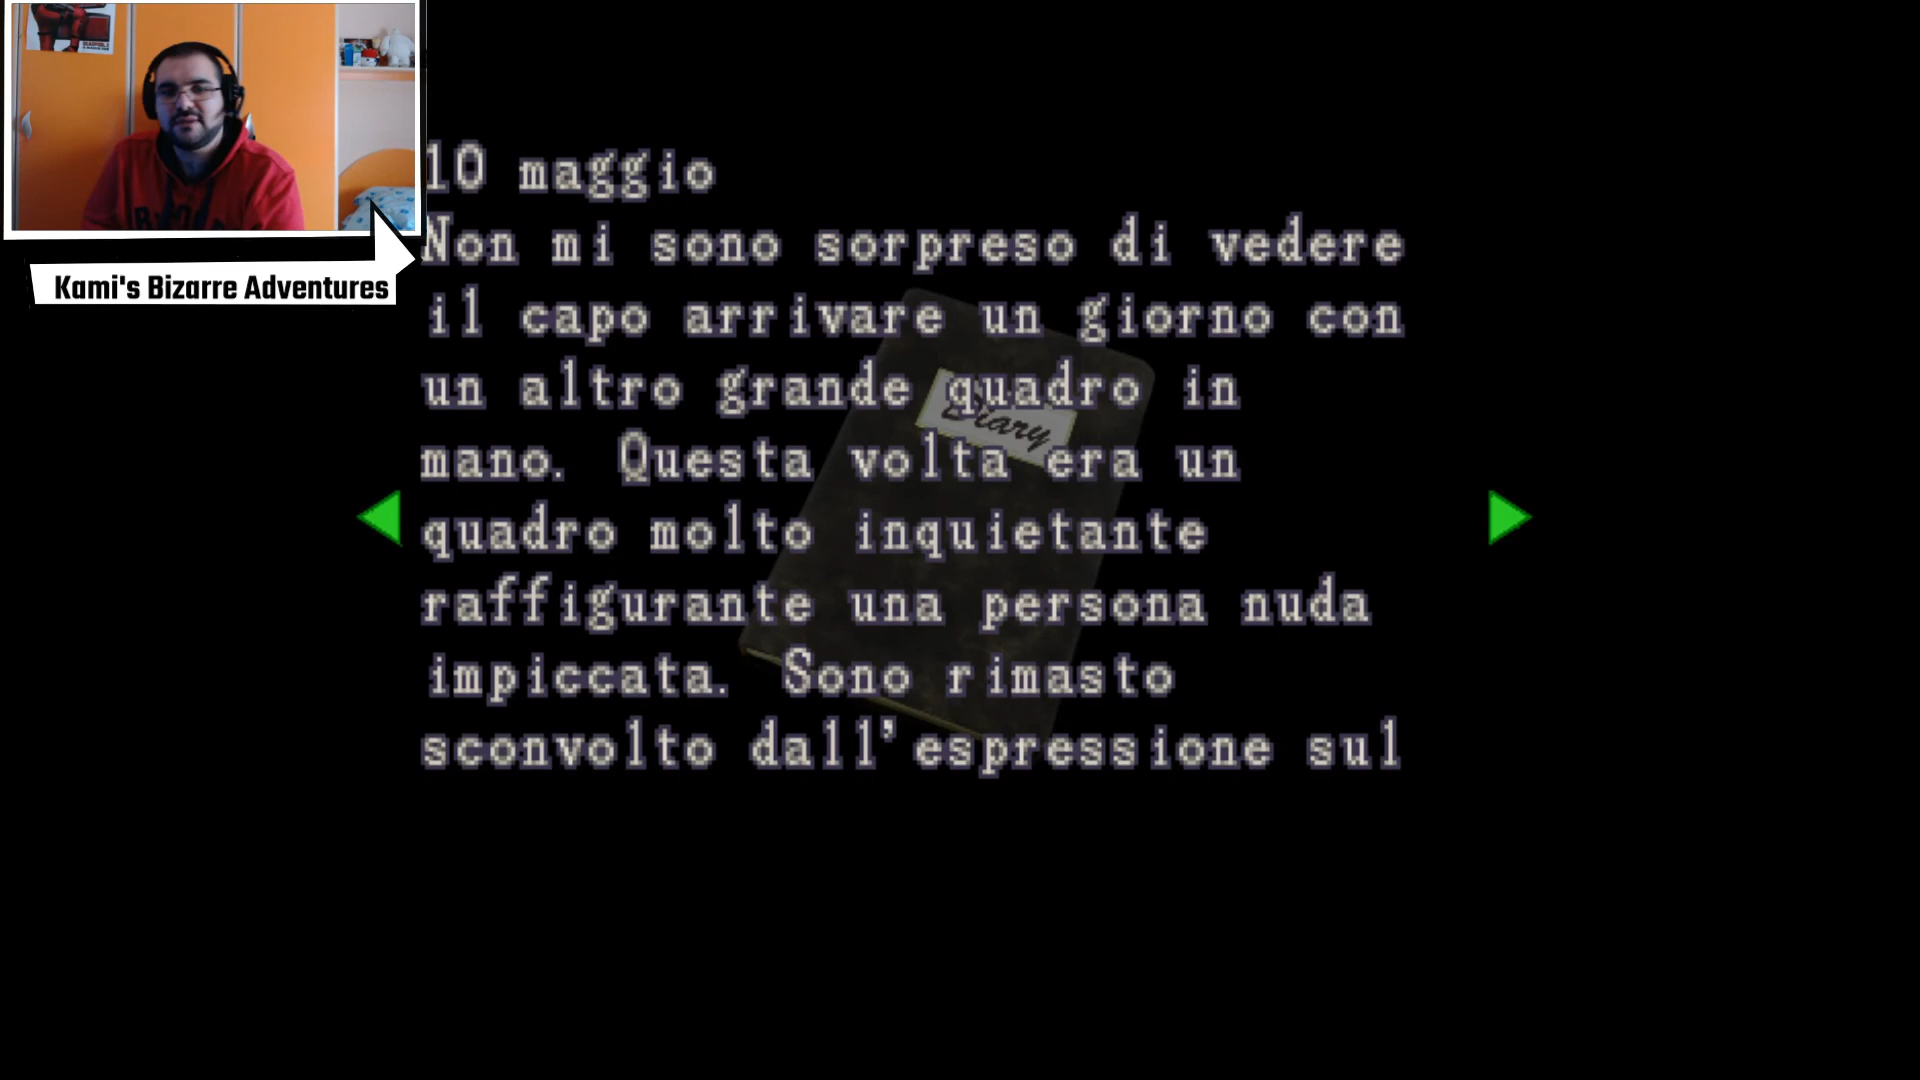 Kami's Bizarre Adventures
10 maggio
Non mi sono sorpreso di vedere
il capo arrivare un giorno con
un altro grande quadro in
mano. Questa volta era un
quadro molto inquietante
raffigurante una persona nuda
impiccata. Sono rimasto
sconvolto dall'espressione sul
Diary